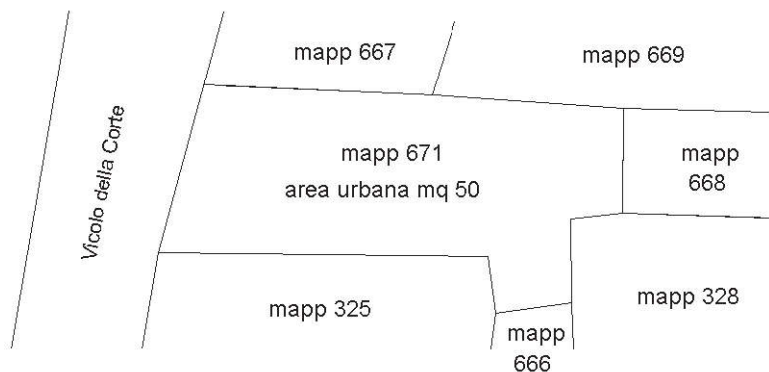 mapp 667
mapp 669
Vicolo della Corte
mapp 671
area urbana mq 50
mapp
668
mapp 325
mapp 328
mapp
666